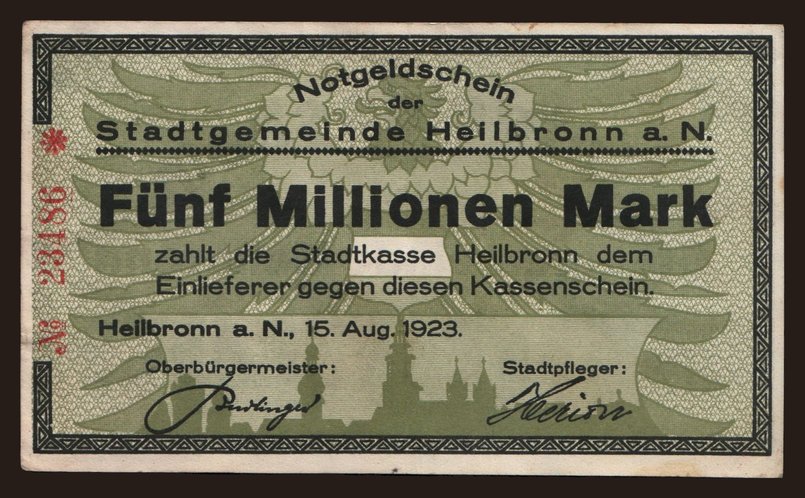 Notgeldschein
der
Stadtgemeinde Heilbronn a. N.
Fünf Millionen Mark
zahlt die Stadtkasse Heilbronn dem
Einlieferer gegen diesen Kassenschein.
Heilbronn a. N., 15. Aug. 1923.
Oberbürgermeister: Stadtpfleger:
Herion
№ 23486 *